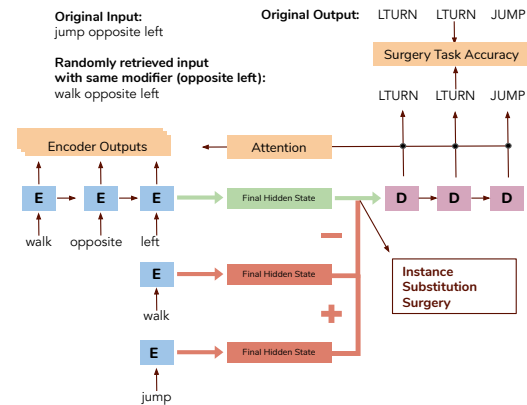 Original Input:
jump opposite left
Original Output: LTURN LTURN JUMP
Randomly retrieved input
with same modifier (opposite left):
walk opposite left
Surgery Task Accuracy
LTURN LTURN JUMP
Encoder Outputs
Attention
E E E
Final Hidden State
D D D
walk opposite left
−
E
Final Hidden State
Instance
Substitution
Surgery
walk
+
E
Final Hidden State
jump